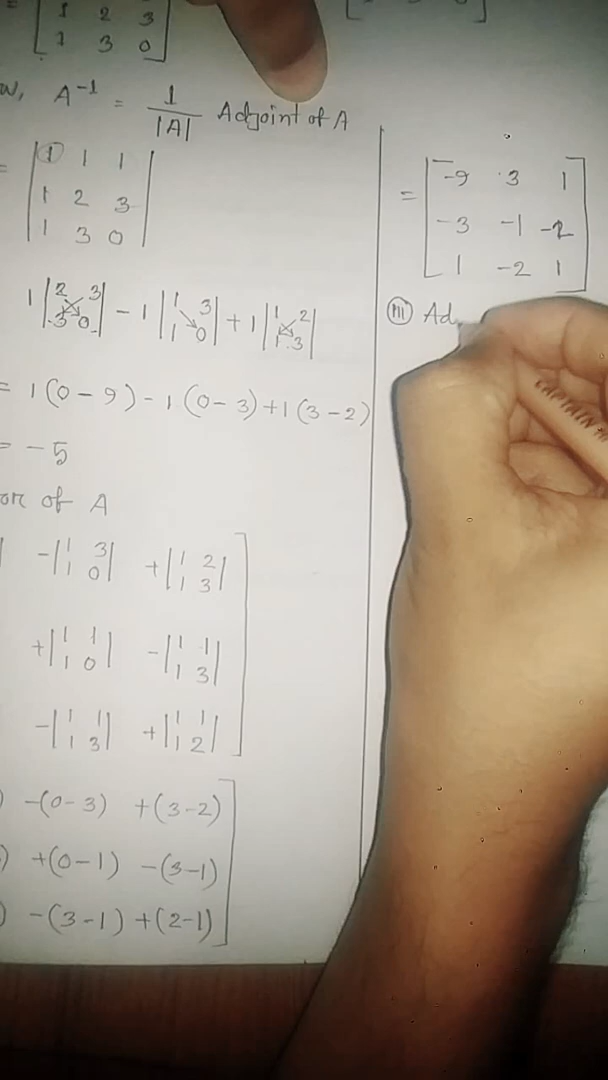 = [ 1 2 3
1 3 0 ]
w, A⁻¹ = 1/|A| Adjoint of A
= | 1 1 1
1 2 3
1 3 0 |
1 |2 3 3 0| - 1 |1 3 1 0| + 1 |1 2 1 3|
= 1(0-9) - 1(0-3) + 1(3-2)
= -5
or of A
-|1 3 1 0| +|1 2 1 3|
+|1 1 1 0| -|1 1 1 3|
-|1 1 1 3| +|1 1 1 2| ]
) -(0-3) +(3-2)
) +(0-1) -(3-1)
) -(3-1) +(2-1) ]
= [ -9 3 1
-3 -1 -2
1 -2 1 ]
(iii) Ad